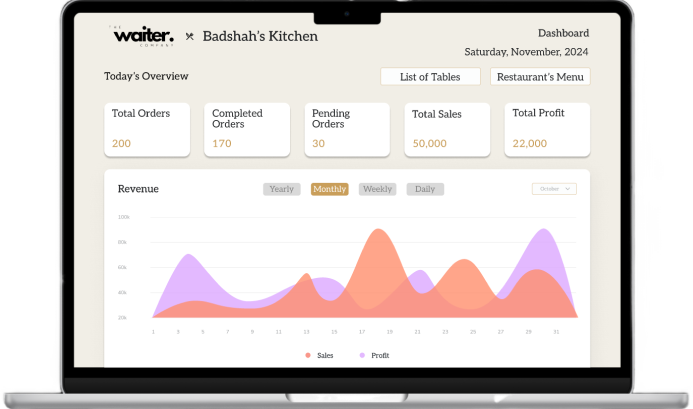 THE
waiter.
COMPANY
Badshah's Kitchen
Dashboard
Saturday, November, 2024
Today's Overview
List of Tables
Restaurant's Menu
Total Orders
200
Completed
Orders
170
Pending
Orders
30
Total Sales
50,000
Total Profit
22,000
Revenue
Yearly
Monthly
Weekly
Daily
October
100k
80k
60k
40k
20k
1 3 5 7 9 11 13 15 17 19 21 23 25 27 29 31
Sales
Profit